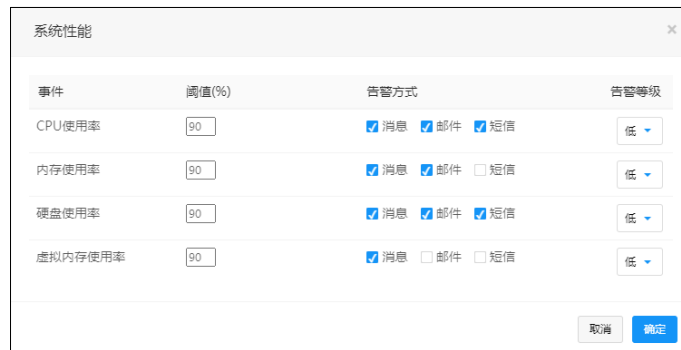 系统性能 ×
事件 阈值(%) 告警方式 告警等级
CPU使用率 90 消息 邮件 短信 低
内存使用率 90 消息 邮件 短信 低
硬盘使用率 90 消息 邮件 短信 低
虚拟内存使用率 90 消息 邮件 短信 低
取消 确定